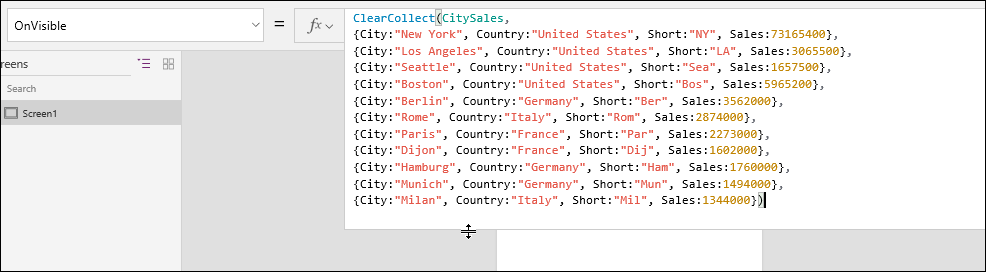 OnVisible
=
fx
ClearCollect(CitySales,
{City:"New York", Country:"United States", Short:"NY", Sales:73165400},
{City:"Los Angeles", Country:"United States", Short:"LA", Sales:3065500},
{City:"Seattle", Country:"United States", Short:"Sea", Sales:1657500},
{City:"Boston", Country:"United States", Short:"Bos", Sales:5965200},
{City:"Berlin", Country:"Germany", Short:"Ber", Sales:3562000},
{City:"Rome", Country:"Italy", Short:"Rom", Sales:2874000},
{City:"Paris", Country:"France", Short:"Par", Sales:2273000},
{City:"Dijon", Country:"France", Short:"Dij", Sales:1602000},
{City:"Hamburg", Country:"Germany", Short:"Ham", Sales:1760000},
{City:"Munich", Country:"Germany", Short:"Mun", Sales:1494000},
{City:"Milan", Country:"Italy", Short:"Mil", Sales:1344000})
reens
Search
Screen1